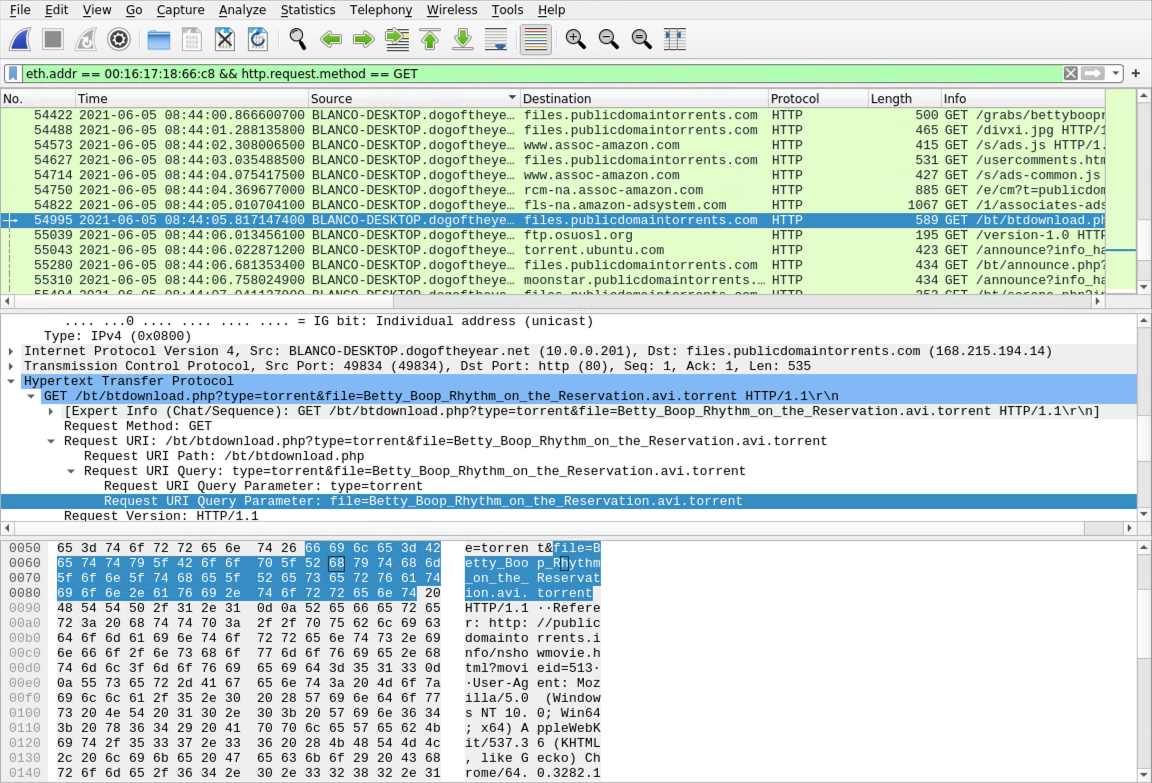 File Edit View Go Capture Analyze Statistics Telephony Wireless Tools Help
eth.addr == 00:16:17:18:66:c8 && http.request.method == GET
No. Time Source Destination Protocol Length Info
54422 2021-06-05 08:44:00.866600700 BLANCO-DESKTOP.dogoftheye… files.publicdomaintorrents.com HTTP 500 GET /grabs/bettyboopr
54488 2021-06-05 08:44:01.288135800 BLANCO-DESKTOP.dogoftheye… files.publicdomaintorrents.com HTTP 465 GET /divxi.jpg HTTP/1
54573 2021-06-05 08:44:02.308006500 BLANCO-DESKTOP.dogoftheye… www.assoc-amazon.com HTTP 415 GET /s/ads.js HTTP/1.
54627 2021-06-05 08:44:03.035488500 BLANCO-DESKTOP.dogoftheye… files.publicdomaintorrents.com HTTP 531 GET /usercomments.htm
54714 2021-06-05 08:44:04.075417500 BLANCO-DESKTOP.dogoftheye… www.assoc-amazon.com HTTP 427 GET /s/ads-common.js
54750 2021-06-05 08:44:04.369677000 BLANCO-DESKTOP.dogoftheye… rcm-na.assoc-amazon.com HTTP 885 GET /e/cm?t=publicdom
54822 2021-06-05 08:44:05.010704100 BLANCO-DESKTOP.dogoftheye… fls-na.amazon-adsystem.com HTTP 1067 GET /1/associates-ads
54995 2021-06-05 08:44:05.817147400 BLANCO-DESKTOP.dogoftheye… files.publicdomaintorrents.com HTTP 589 GET /bt/btdownload.ph
55039 2021-06-05 08:44:06.013456100 BLANCO-DESKTOP.dogoftheye… ftp.osuosl.org HTTP 195 GET /version-1.0 HTTP
55043 2021-06-05 08:44:06.022871200 BLANCO-DESKTOP.dogoftheye… torrent.ubuntu.com HTTP 423 GET /announce?info_ha
55280 2021-06-05 08:44:06.681353400 BLANCO-DESKTOP.dogoftheye… files.publicdomaintorrents.com HTTP 434 GET /bt/announce.php?
55310 2021-06-05 08:44:06.758024900 BLANCO-DESKTOP.dogoftheye… moonstar.publicdomaintorrents.… HTTP 434 GET /announce?info_ha
.... ...0 .... .... .... .... = IG bit: Individual address (unicast)
Type: IPv4 (0x0800)
Internet Protocol Version 4, Src: BLANCO-DESKTOP.dogoftheyear.net (10.0.0.201), Dst: files.publicdomaintorrents.com (168.215.194.14)
Transmission Control Protocol, Src Port: 49834 (49834), Dst Port: http (80), Seq: 1, Ack: 1, Len: 535
Hypertext Transfer Protocol
GET /bt/btdownload.php?type=torrent&file=Betty_Boop_Rhythm_on_the_Reservation.avi.torrent HTTP/1.1\r\n
[Expert Info (Chat/Sequence): GET /bt/btdownload.php?type=torrent&file=Betty_Boop_Rhythm_on_the_Reservation.avi.torrent HTTP/1.1\r\n]
Request Method: GET
Request URI: /bt/btdownload.php?type=torrent&file=Betty_Boop_Rhythm_on_the_Reservation.avi.torrent
Request URI Path: /bt/btdownload.php
Request URI Query: type=torrent&file=Betty_Boop_Rhythm_on_the_Reservation.avi.torrent
Request URI Query Parameter: type=torrent
Request URI Query Parameter: file=Betty_Boop_Rhythm_on_the_Reservation.avi.torrent
Request Version: HTTP/1.1
0050 65 3d 74 6f 72 72 65 6e 74 26 66 69 6c 65 3d 42 e=torren t&file=B
0060 65 74 74 79 5f 42 6f 6f 70 5f 52 68 79 74 68 6d etty_Boo p_Rhythm
0070 5f 6f 6e 5f 74 68 65 5f 52 65 73 65 72 76 61 74 _on_the_ Reservat
0080 69 6f 6e 2e 61 76 69 2e 74 6f 72 72 65 6e 74 20 ion.avi. torrent
0090 48 54 54 50 2f 31 2e 31 0d 0a 52 65 66 65 72 65 HTTP/1.1 ··Refere
00a0 72 3a 20 68 74 74 70 3a 2f 2f 70 75 62 6c 69 63 r: http: //public
00b0 64 6f 6d 61 69 6e 74 6f 72 72 65 6e 74 73 2e 69 domainto rrents.i
00c0 6e 66 6f 2f 6e 73 68 6f 77 6d 6f 76 69 65 2e 68 nfo/nsho wmovie.h
00d0 74 6d 6c 3f 6d 6f 76 69 65 69 64 3d 35 31 33 0d tml?movi eid=513·
00e0 0a 55 73 65 72 2d 41 67 65 6e 74 3a 20 4d 6f 7a ·User-Ag ent: Moz
00f0 69 6c 6c 61 2f 35 2e 30 20 28 57 69 6e 64 6f 77 illa/5.0 (Window
0100 73 20 4e 54 20 31 30 2e 30 3b 20 57 69 6e 36 34 s NT 10. 0; Win64
0110 3b 20 78 36 34 29 20 41 70 70 6c 65 57 65 62 4b ; x64) A ppleWebK
0120 69 74 2f 35 33 37 2e 33 36 20 28 4b 48 54 4d 4c it/537.3 6 (KHTML
0130 2c 20 6c 69 6b 65 20 47 65 63 6b 6f 29 20 43 68 , like G ecko) Ch
0140 72 6f 6d 65 2f 36 34 2e 30 2e 33 32 38 32 2e 31 rome/64. 0.3282.1